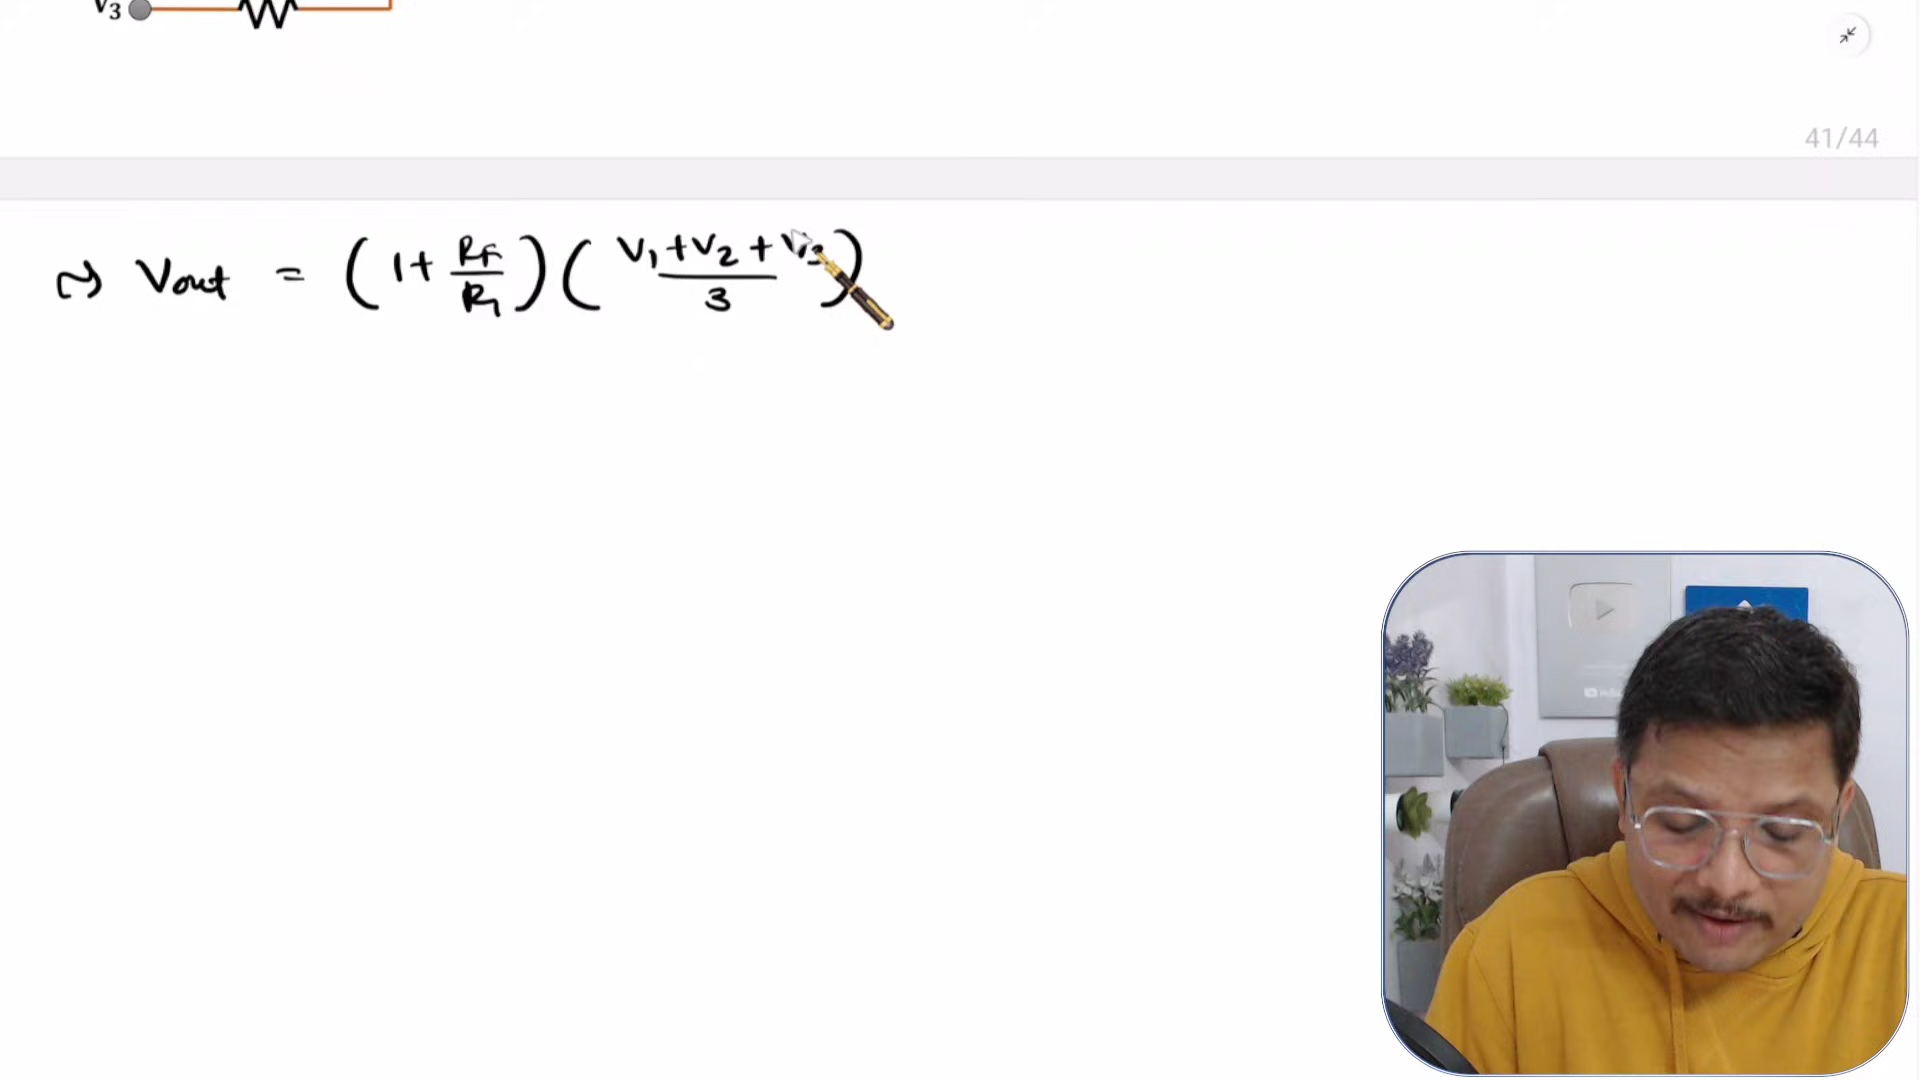 V3
41/44
~> Vout = (1 + RF/R1) (V1 + V2 + V3/3)